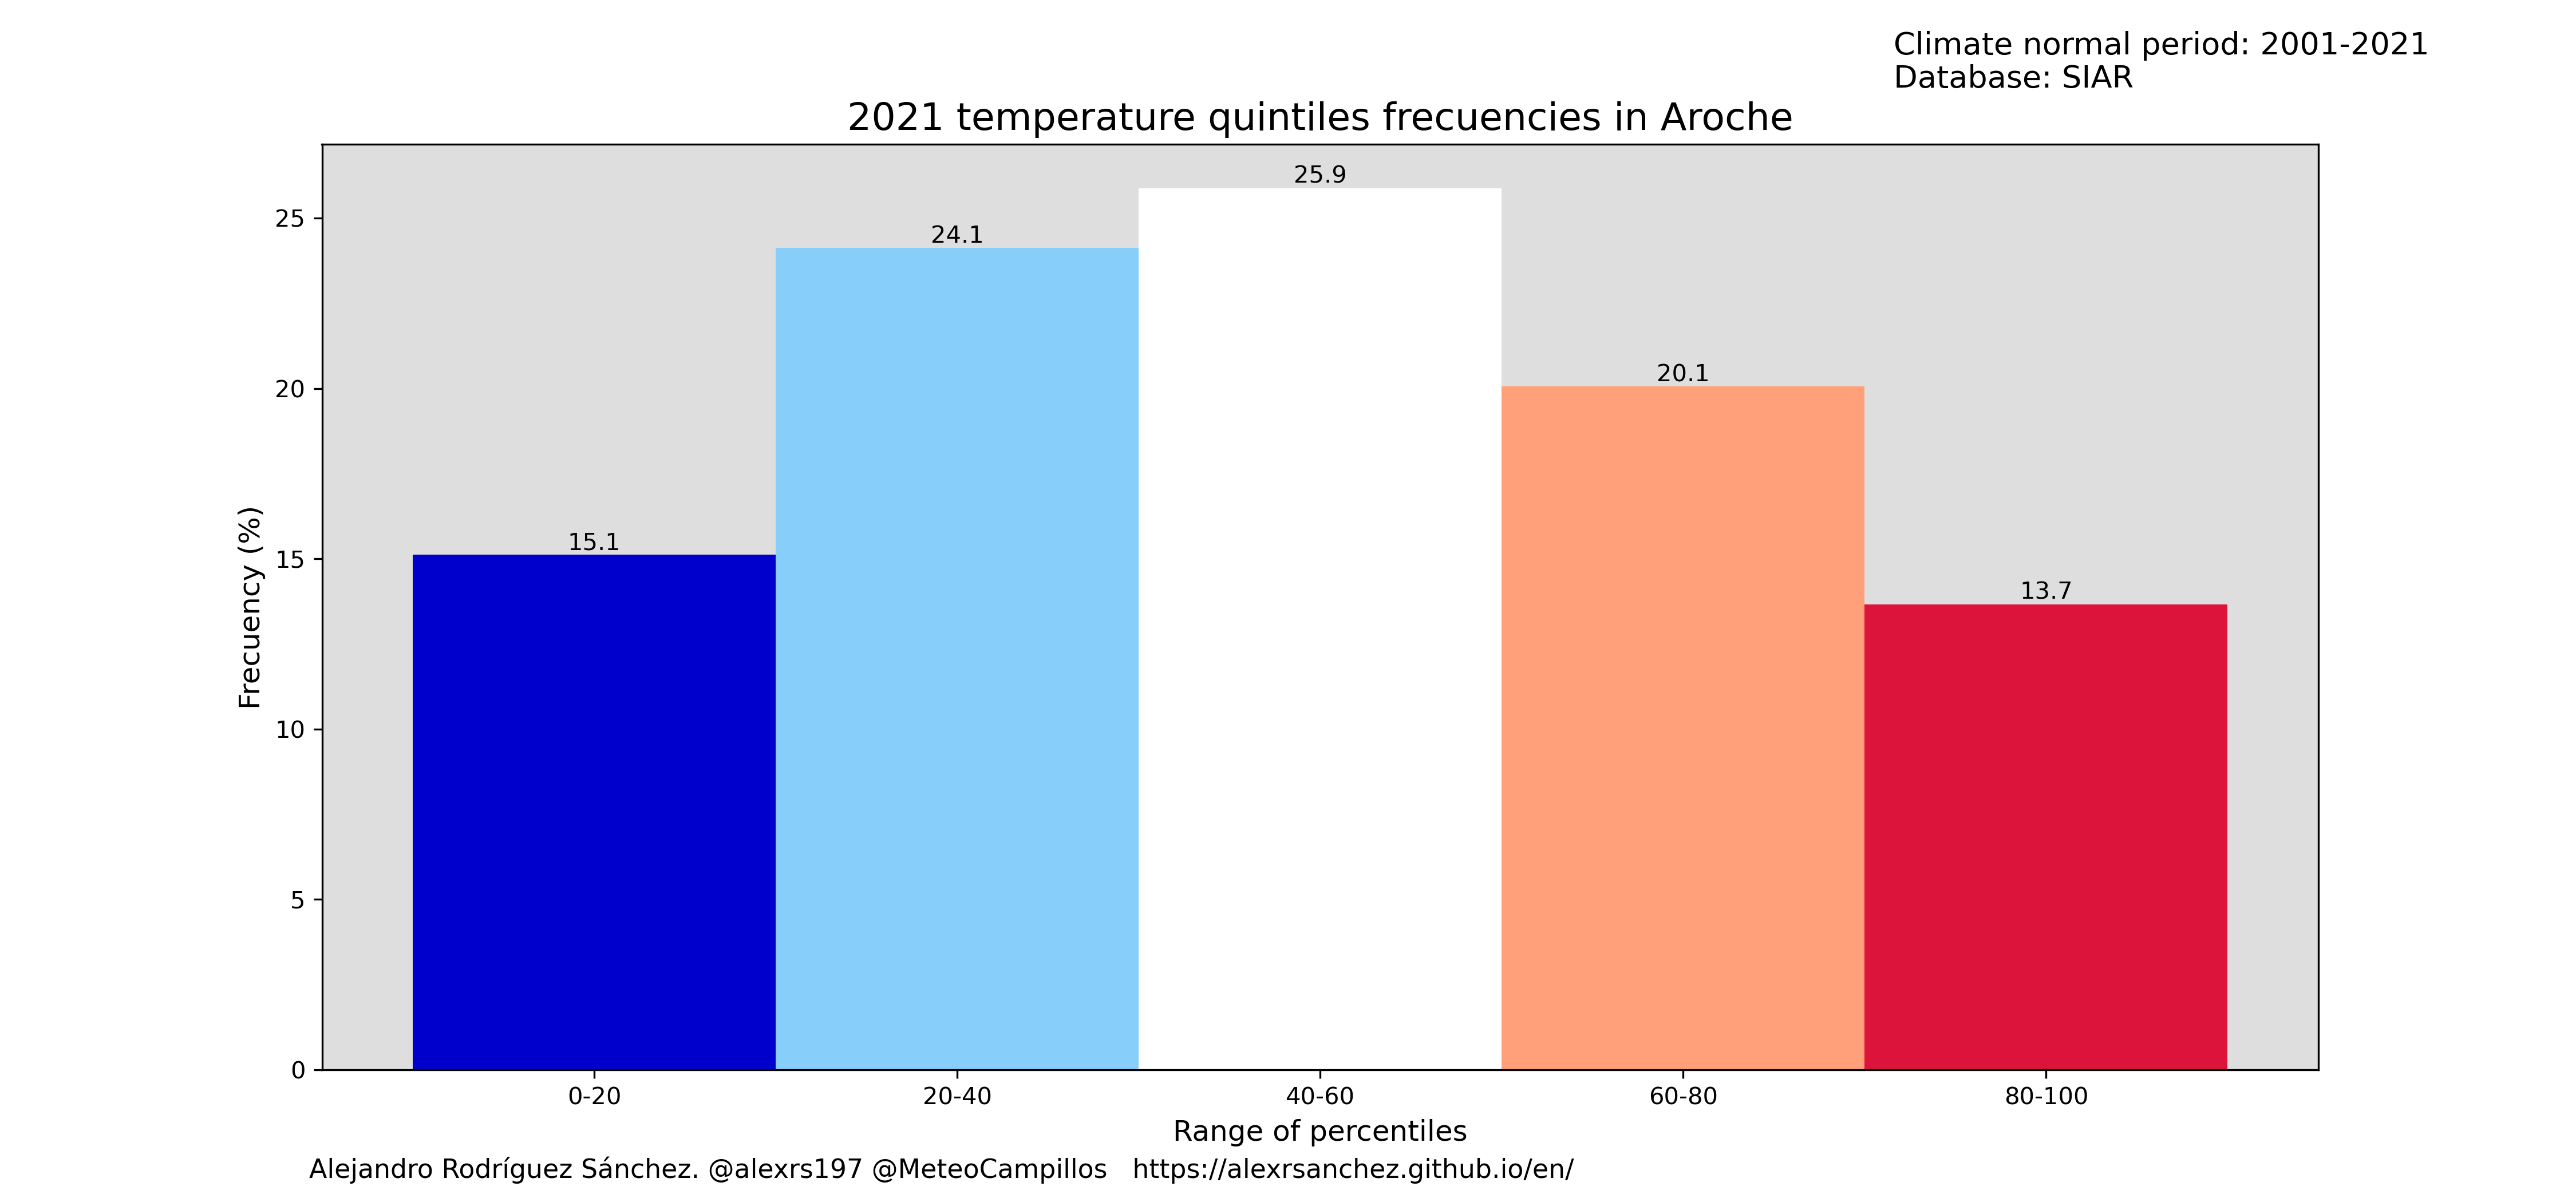 Climate normal period: 2001-2021
Database: SIAR
2021 temperature quintiles frecuencies in Aroche
Frecuency (%)
25
20
15
10
5
0
15.1
24.1
25.9
20.1
13.7
0-20
20-40
40-60
60-80
80-100
Range of percentiles
Alejandro Rodríguez Sánchez. @alexrs197 @MeteoCampillos https://alexrsanchez.github.io/en/